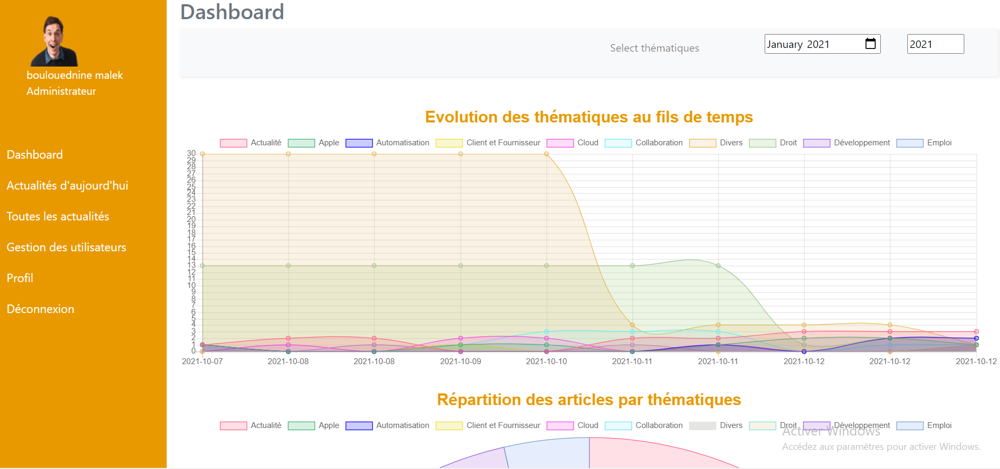 Dashboard
boulouednine malek
Administrateur
Dashboard
Actualités d'aujourd'hui
Toutes les actualités
Gestion des utilisateurs
Profil
Déconnexion
Select thématiques
January 2021
2021
Evolution des thématiques au fils de temps
Actualité Apple Automatisation Client et Fournisseur Cloud Collaboration Divers Droit Développement Emploi
30
29
28
27
26
25
24
23
22
21
20
19
18
17
16
15
14
13
12
11
10
9
8
7
6
5
4
3
2
1
0
2021-10-07 2021-10-08 2021-10-08 2021-10-09 2021-10-10 2021-10-11 2021-10-11 2021-10-12 2021-10-12 2021-10-12
Répartition des articles par thématiques
Actualité Apple Automatisation Client et Fournisseur Cloud Collaboration Divers Droit Développement Emploi
Activer Windows
Accédez aux paramètres pour activer Windows.